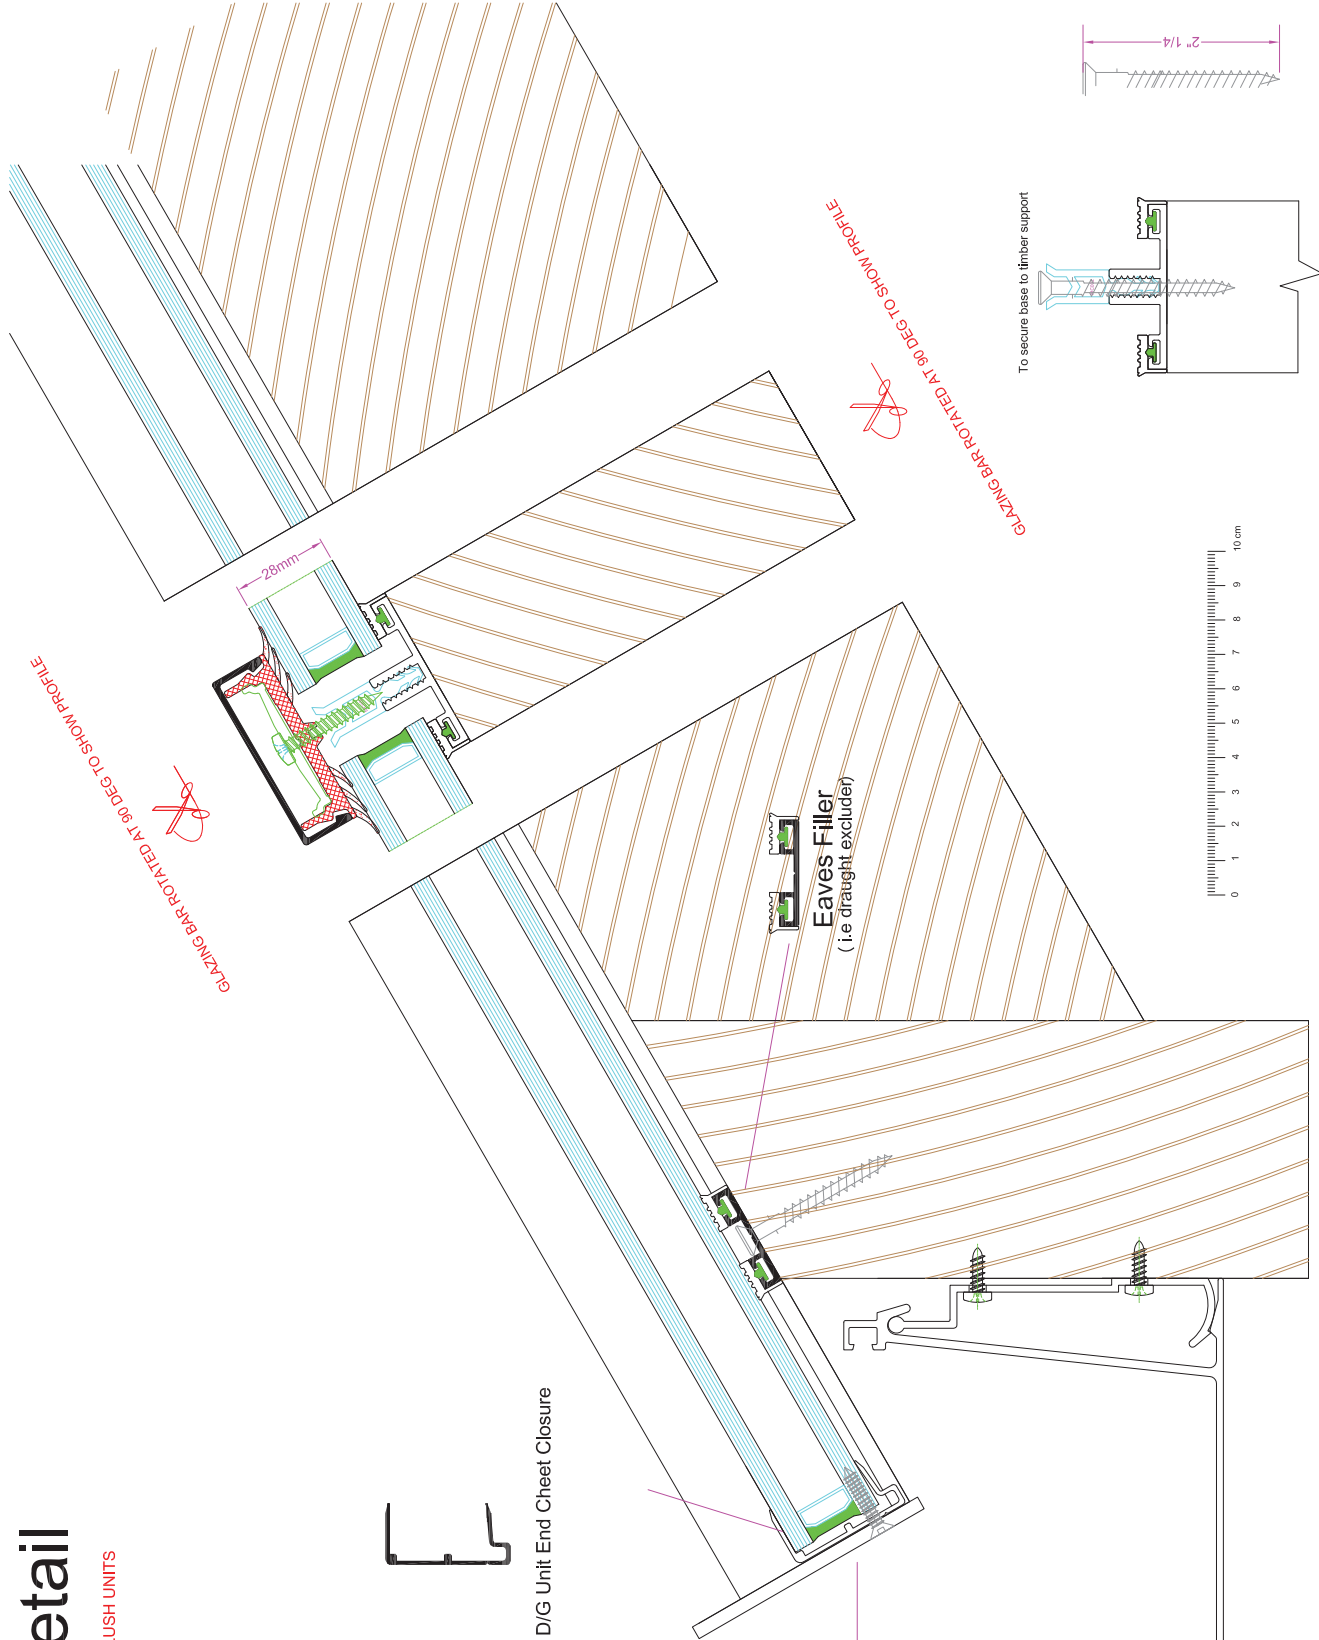 etail
LUSH UNITS
D/G Unit End Cheet Closure
GLAZING BAR ROTATED AT 90 DEG TO SHOW PROFILE
28mm
Eaves Filler
( i.e draught excluder)
GLAZING BAR ROTATED AT 90 DEG TO SHOW PROFILE
To secure base to timber support
2" 1/4
0 1 2 3 4 5 6 7 8 9 10 cm